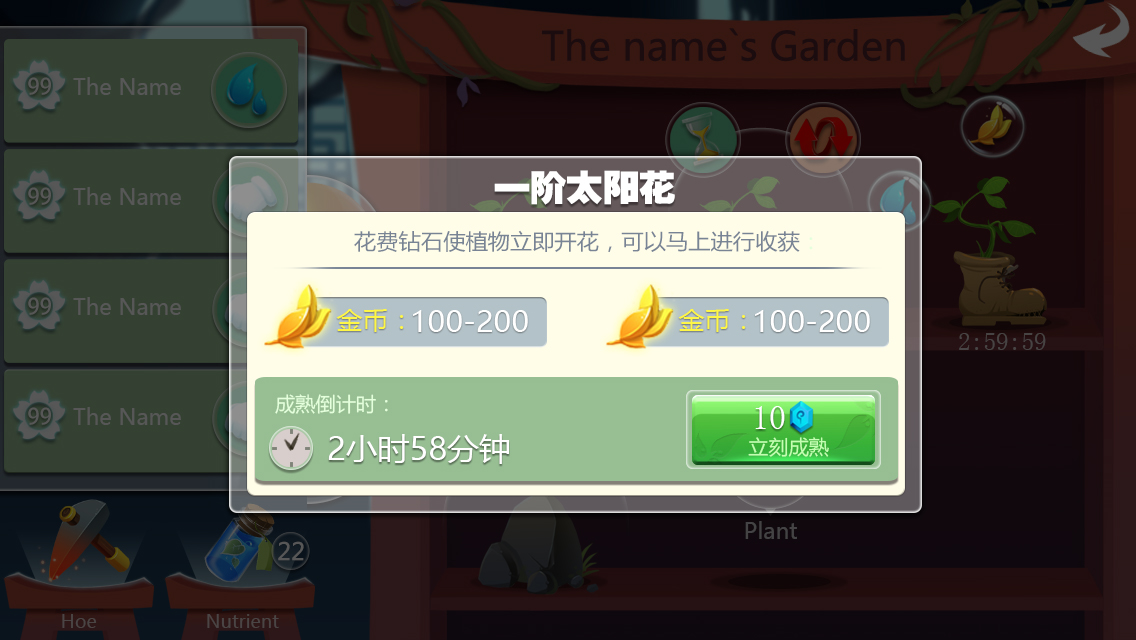 The name`s Garden
99 The Name
99 The Name
99 The Name
99 The Name
一阶太阳花
花费钻石使植物立即开花，可以马上进行收获
金币：100-200
金币：100-200
成熟倒计时：
2小时58分钟
10
立刻成熟
2:59:59
Plant
22
Hoe
Nutrient